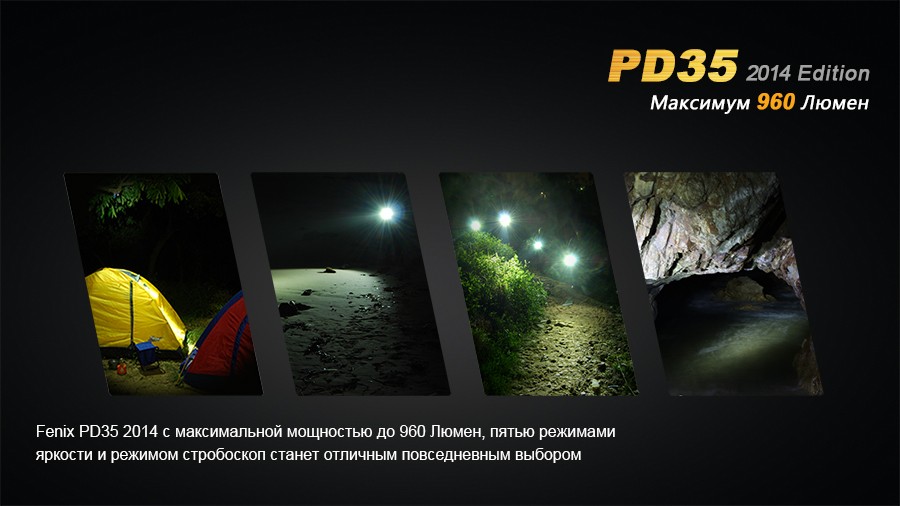 PD35 2014 Edition
Максимум 960 Люмен
Fenix PD35 2014 с максимальной мощностью до 960 Люмен, пятью режимами
яркости и режимом стробоскоп станет отличным повседневным выбором